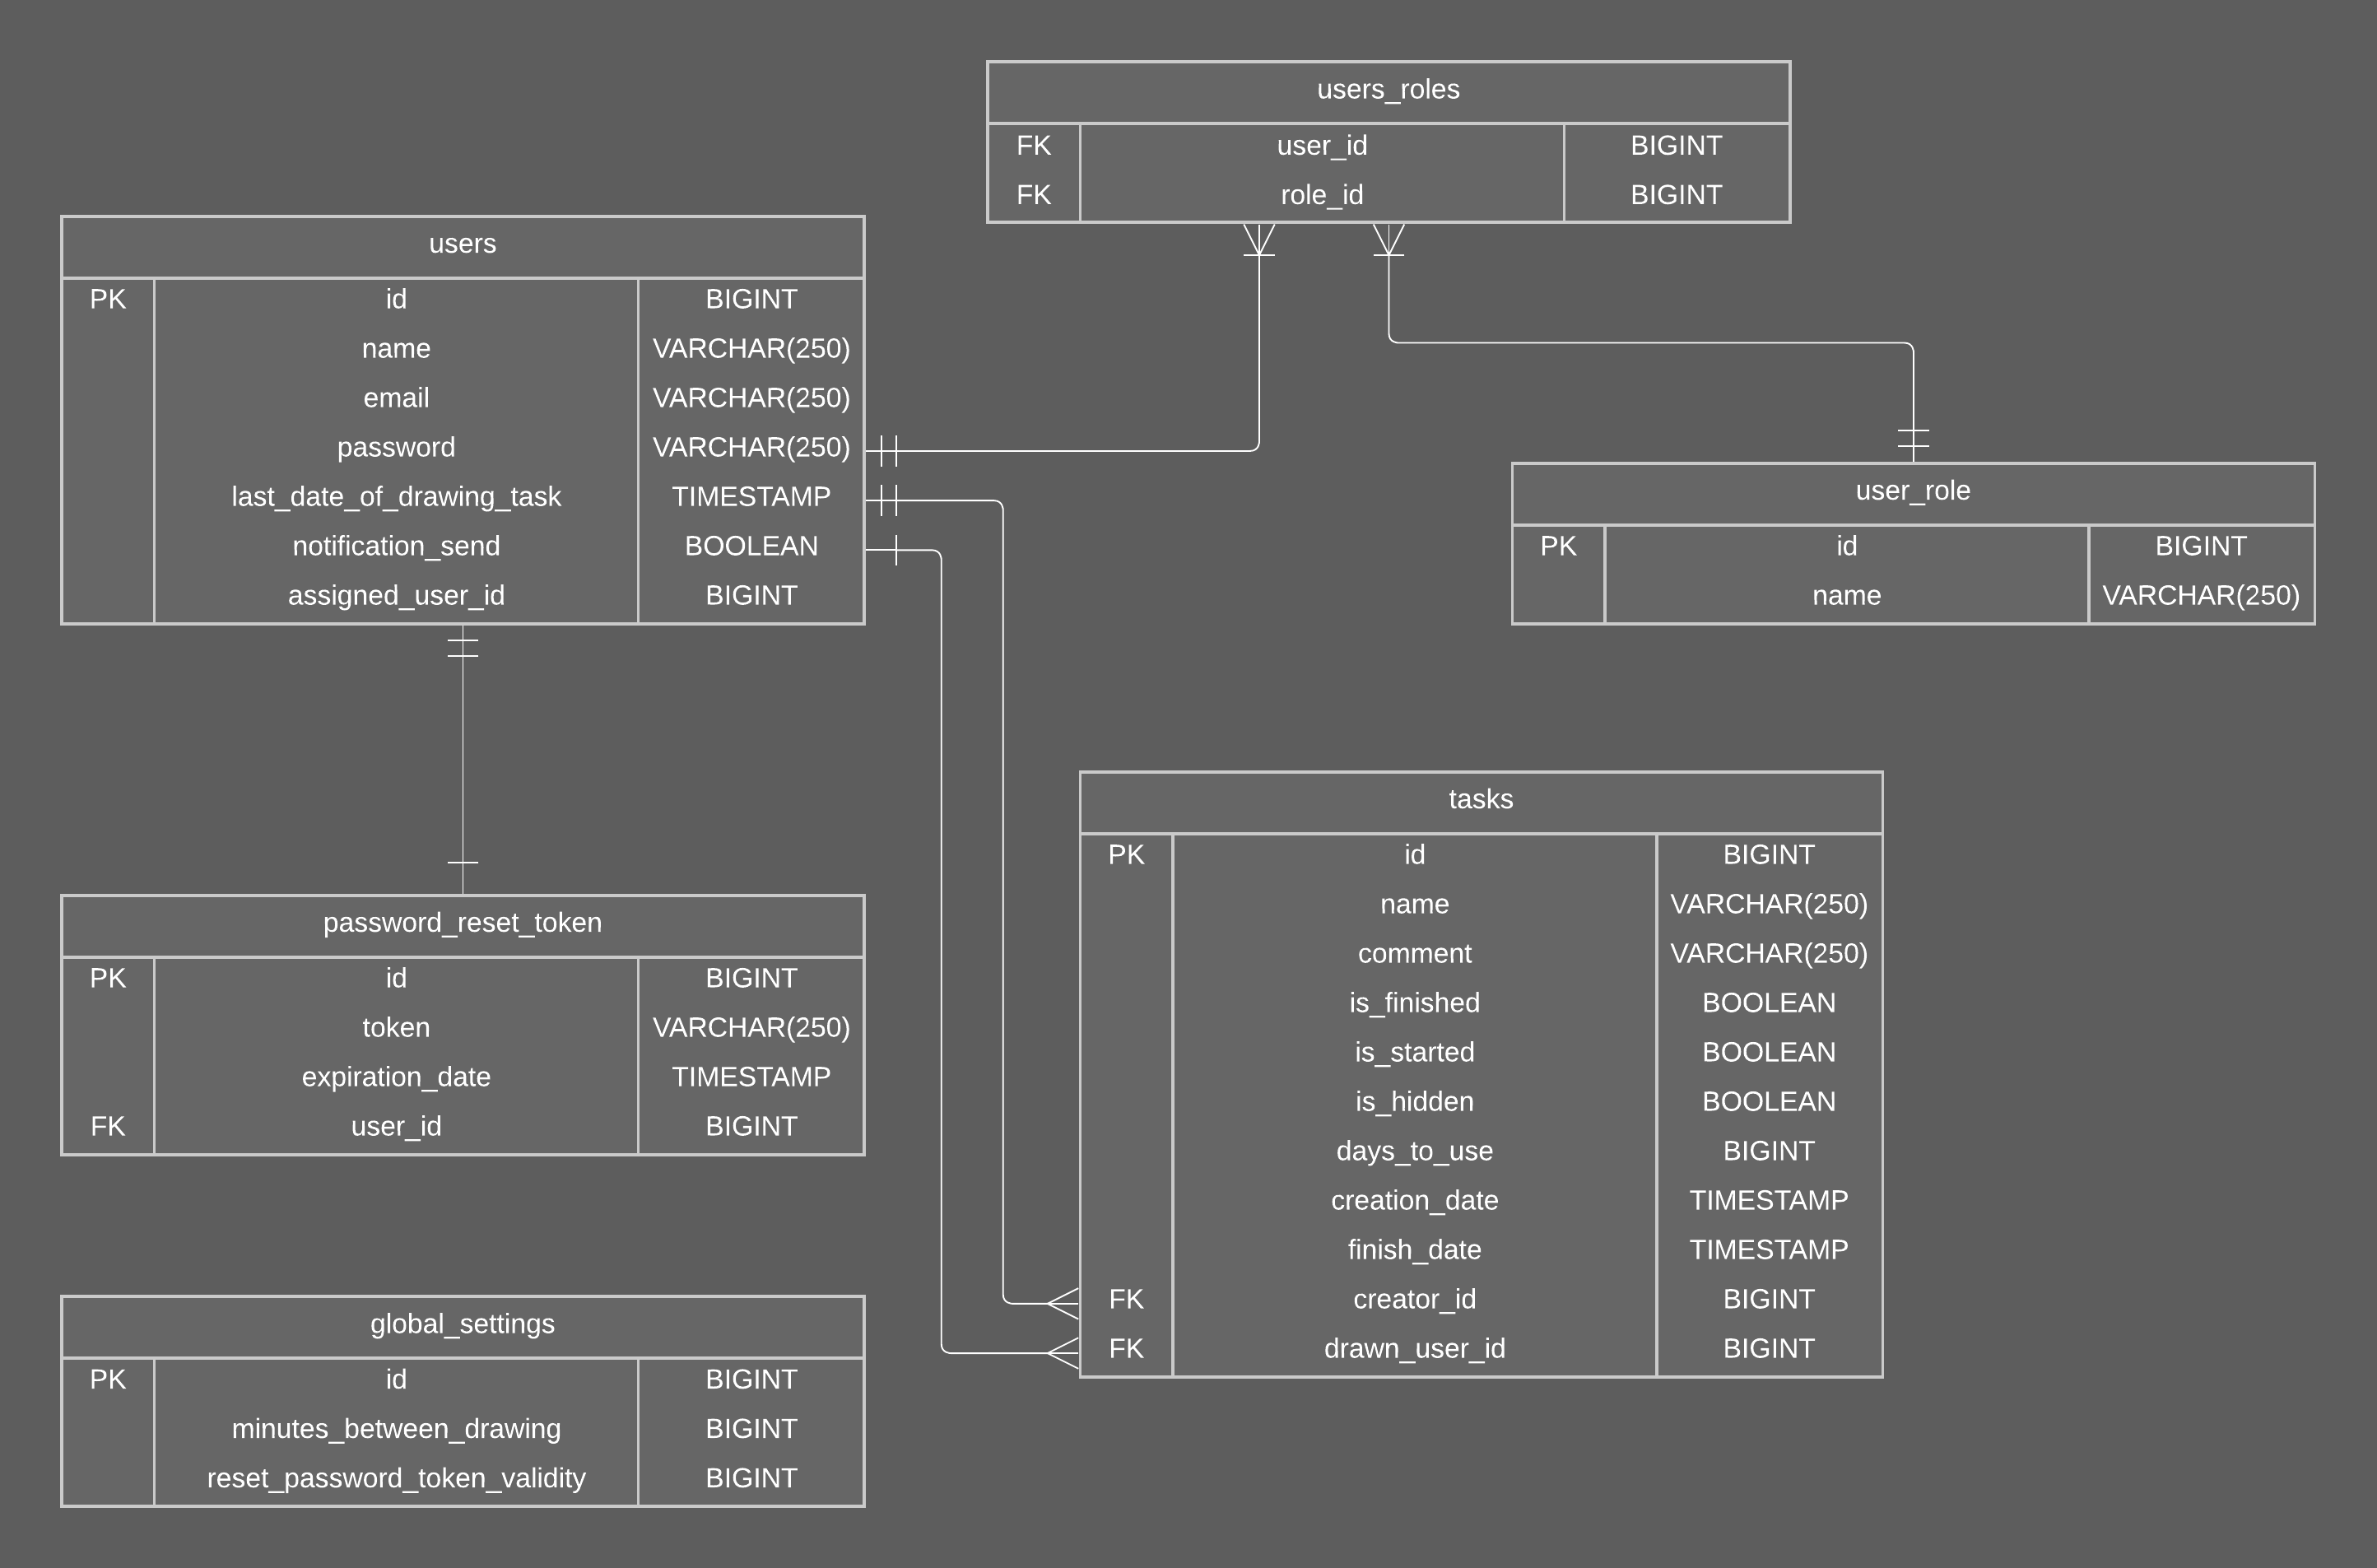 users_roles
FK user_id BIGINT
FK role_id BIGINT
users
PK id BIGINT
name VARCHAR(250)
email VARCHAR(250)
password VARCHAR(250)
last_date_of_drawing_task TIMESTAMP
notification_send BOOLEAN
assigned_user_id BIGINT
user_role
PK id BIGINT
name VARCHAR(250)
password_reset_token
PK id BIGINT
token VARCHAR(250)
expiration_date TIMESTAMP
FK user_id BIGINT
tasks
PK id BIGINT
name VARCHAR(250)
comment VARCHAR(250)
is_finished BOOLEAN
is_started BOOLEAN
is_hidden BOOLEAN
days_to_use BIGINT
creation_date TIMESTAMP
finish_date TIMESTAMP
FK creator_id BIGINT
FK drawn_user_id BIGINT
global_settings
PK id BIGINT
minutes_between_drawing BIGINT
reset_password_token_validity BIGINT